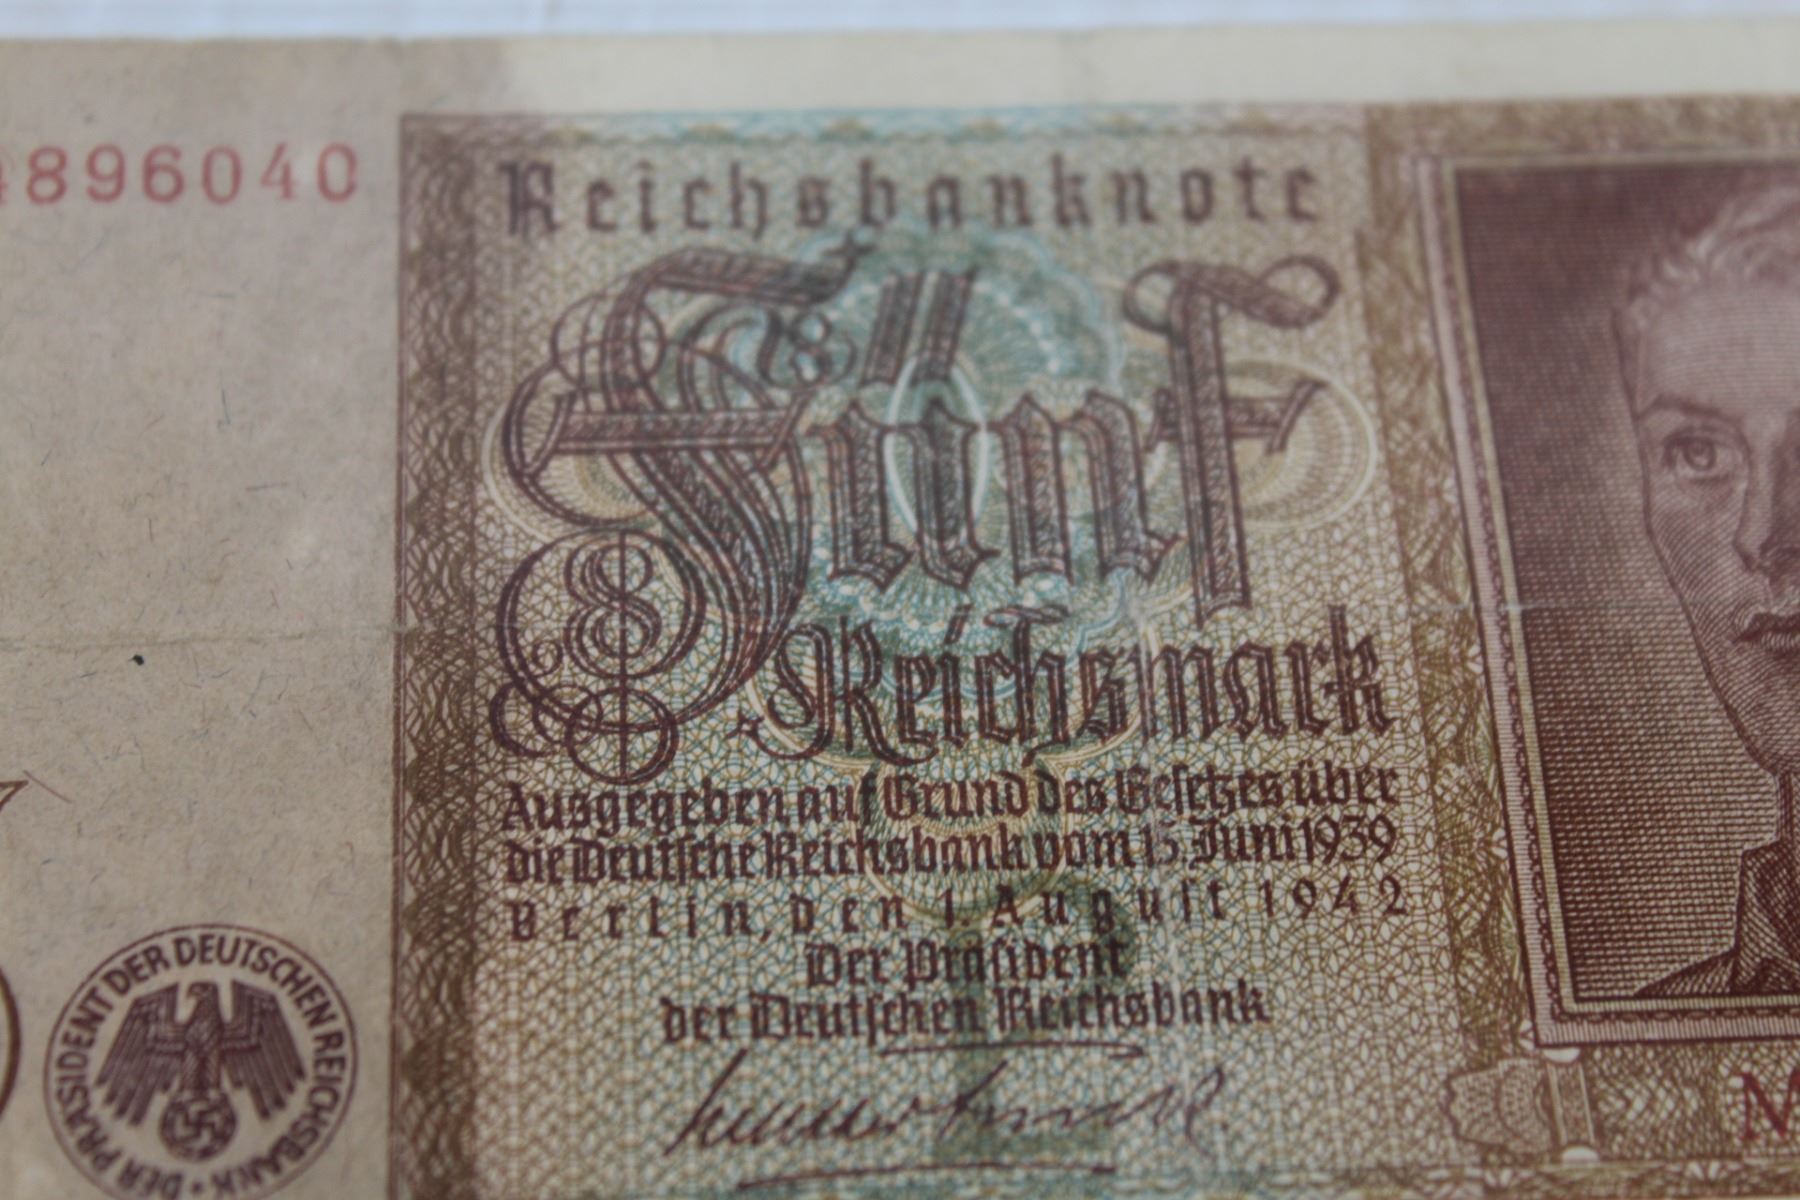 896040
Reichsbanknote
Fünf
Reichsmark
Ausgegeben auf Grund des Gesetzes über
die Deutsche Reichsbank vom 15. Juni 1939
Berlin, den 1. August 1942
Der Präsident
der Deutschen Reichsbank
DER PRÄSIDENT DER DEUTSCHEN REICHSBANK •
M